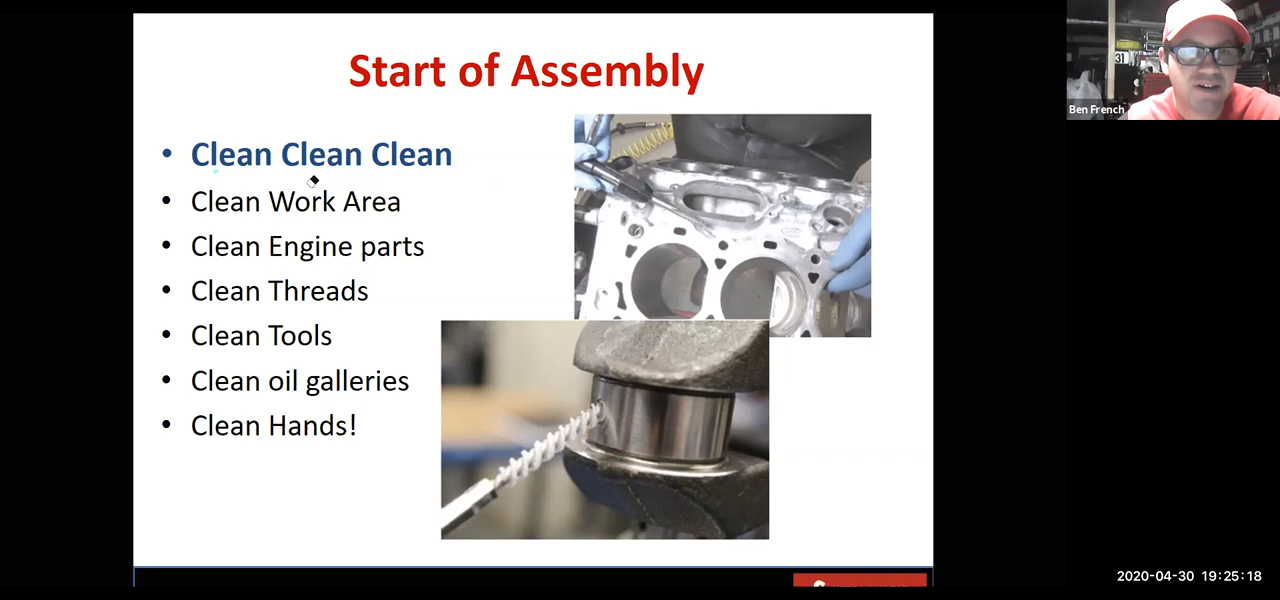 Start of Assembly
• Clean Clean Clean
• Clean Work Area
• Clean Engine parts
• Clean Threads
• Clean Tools
• Clean oil galleries
• Clean Hands!
Ben French
2020-04-30 19:25:18